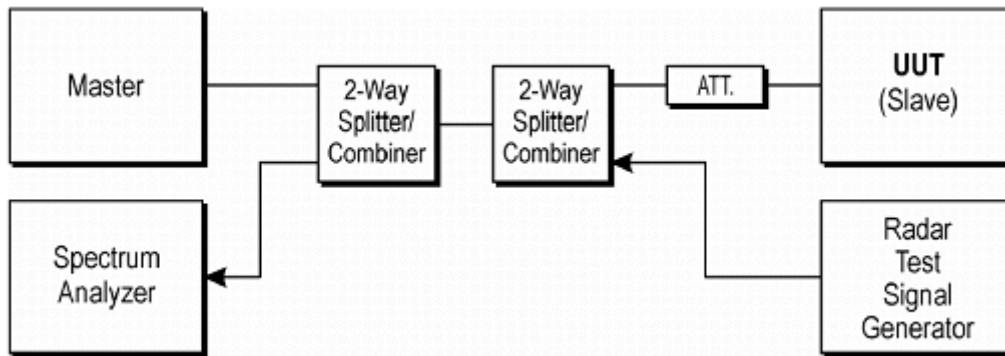 Master
2-Way
Splitter/
Combiner
2-Way
Splitter/
Combiner
ATT.
UUT
(Slave)
Spectrum
Analyzer
Radar
Test
Signal
Generator